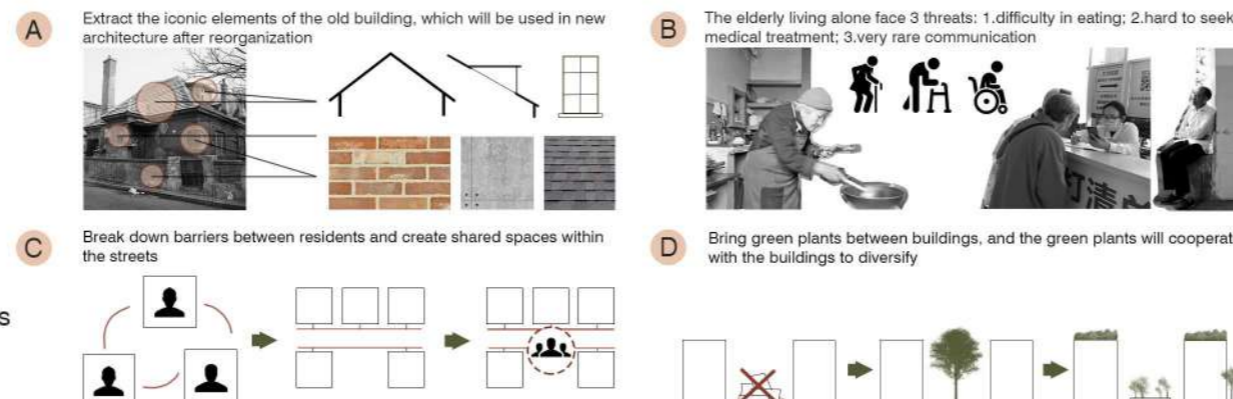 A
Extract the iconic elements of the old building, which will be used in new
architecture after reorganization
B
The elderly living alone face 3 threats: 1.difficulty in eating; 2.hard to seek
medical treatment; 3.very rare communication
C
Break down barriers between residents and create shared spaces within
the streets
D
Bring green plants between buildings, and the green plants will cooperat
with the buildings to diversify
s